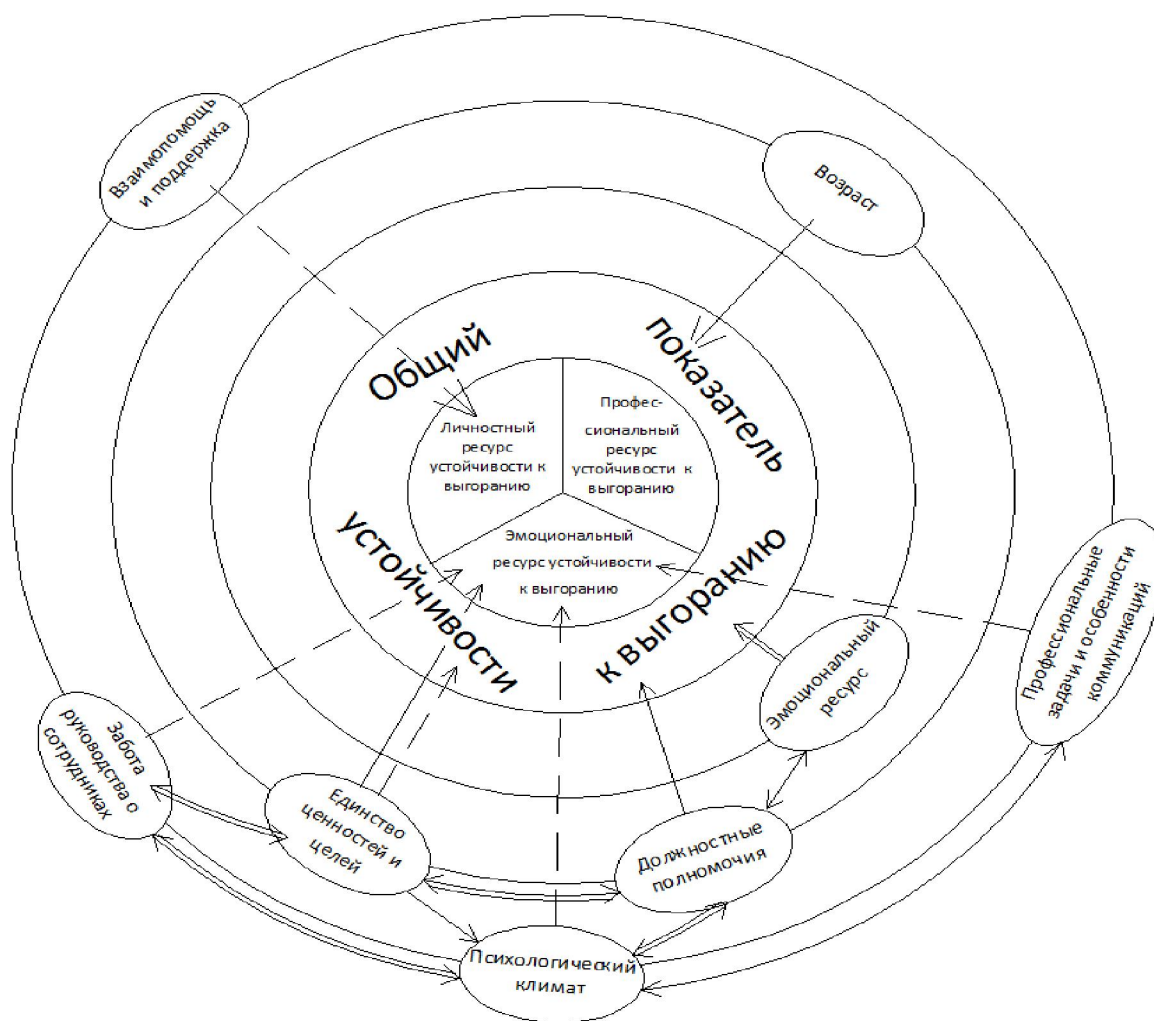 Взаимопомощь
и поддержка
Возраст
Общий
показатель
устойчивости
к выгоранию
Личностный
ресурс
устойчивости к
выгоранию
Профес-
сиональный
ресурс
устойчивости к
выгоранию
Эмоциональный
ресурс устойчивости
к выгоранию
Профессиональные
задачи и особенности
коммуникаций
Эмоциональный
ресурс
Забота
руководства о
сотрудниках
Единство
ценностей и
целей
Должностные
полномочия
Психологический
климат